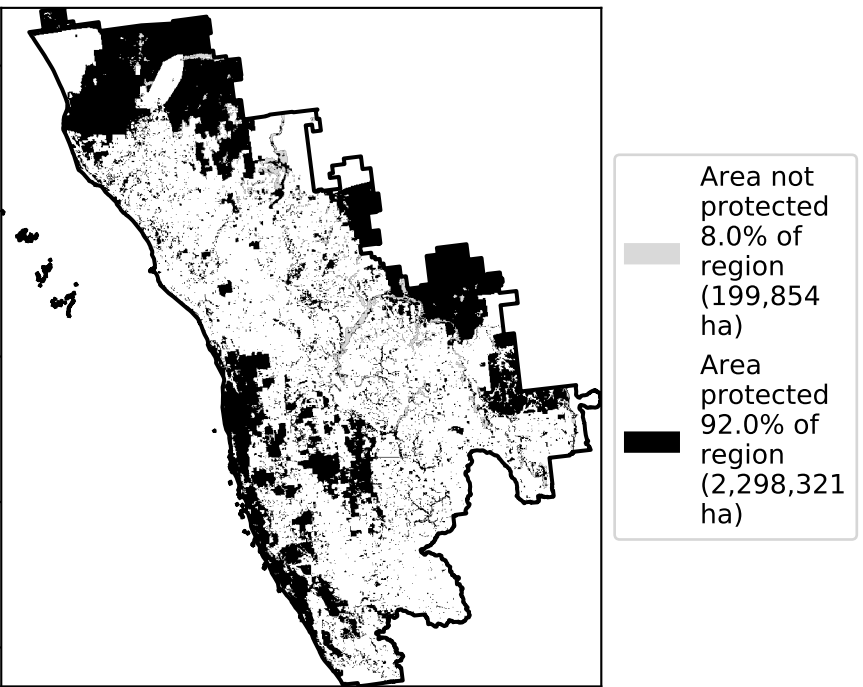 Area not
protected
8.0% of
region
(199,854
ha)
Area
protected
92.0% of
region
(2,298,321
ha)